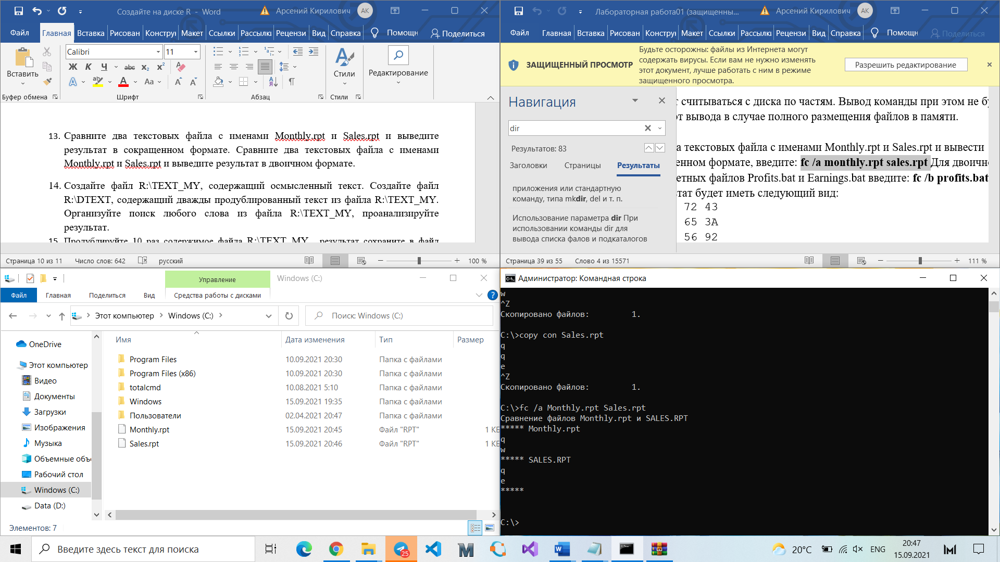 Создайте на диске R - Word
Арсений Кирилович
АК
Файл Главная Вставка Рисован Конструк Макет Ссылки Рассылки Рецензи Вид Справка Помощн Поделиться
Calibri 11
Вставить
Ж К Ч abc x₂ x²
A ab A Aa A A
Стили
Редактирование
Буфер обмена Шрифт Абзац Стили
13. Сравните два текстовых файла с именами Monthly.rpt и Sales.rpt и выведите
результат в сокращенном формате. Сравните два текстовых файла с именами
Monthly.rpt и Sales.rpt и выведите результат в двоичном формате.
14. Создайте файл R:\TEXT_MY, содержащий осмысленный текст. Создайте файл
R:\DTEXT, содержащий дважды продублированный текст из файла R:\TEXT_MY.
Организуйте поиск любого слова из файла R:\TEXT_MY, проанализируйте
результат.
15. Продублируйте 10 раз содержимое файла R:\TEXT_MY, результат сохраните в файл
Страница 10 из 11 Число слов: 642 русский 100 %
Лабораторная работа01 (защищенны...
Арсений Кирилович
АК
Файл Главная Вставка Рисован Конструк Макет Ссылки Рассылки Рецензи Вид Справка Помощн Поделиться
ЗАЩИЩЕННЫЙ ПРОСМОТР
Будьте осторожны: файлы из Интернета могут
содержать вирусы. Если вам не нужно изменять
этот документ, лучше работать с ним в режиме
защищенного просмотра.
Разрешить редактирование
Навигация
dir
Результатов: 83
Заголовки Страницы Результаты
приложения или стандартную
команду, типа mkdir, del и т. п.
Использование параметра dir При
использовании команды dir для
вывода списка фалов и подкаталогов
т считываться с диска по частям. Вывод команды при этом не бу
от вывода в случае полного размещения файлов в памяти.
а текстовых файла с именами Monthly.rpt и Sales.rpt и вывести
енном формате, введите: fc /a monthly.rpt sales.rpt Для двоичн
етных файлов Profits.bat и Earnings.bat введите: fc /b profits.bat
ьтат будет иметь следующий вид:
72 43
65 3A
56 92
Страница 39 из 55 Слово 4 из 15571 111 %
Управление
Windows (C:)
Файл Главная Поделиться Вид Средства работы с дисками
Этот компьютер Windows (C:)
Поиск: Windows (C:)
OneDrive
Этот компьютер
Видео
Документы
Загрузки
Изображения
Музыка
Объемные объ
Рабочий стол
Windows (C:)
Data (D:)
Имя Дата изменения Тип Размер
Program Files 10.09.2021 20:30 Папка с файлами
Program Files (x86) 10.09.2021 20:30 Папка с файлами
totalcmd 10.08.2021 5:10 Папка с файлами
Windows 15.09.2021 19:35 Папка с файлами
Пользователи 02.04.2021 20:47 Папка с файлами
Monthly.rpt 15.09.2021 20:45 Файл "RPT" 1 КБ
Sales.rpt 15.09.2021 20:46 Файл "RPT" 1 КБ
Элементов: 7
Администратор: Командная строка
w
^Z
Скопировано файлов: 1.
C:\>copy con Sales.rpt
q
q
e
^Z
Скопировано файлов: 1.
C:\>fc /a Monthly.rpt Sales.rpt
Сравнение файлов Monthly.rpt и SALES.RPT
***** Monthly.rpt
q
w
***** SALES.RPT
q
e
*****
C:\>
Введите здесь текст для поиска
25
20°C
ENG
20:47
15.09.2021